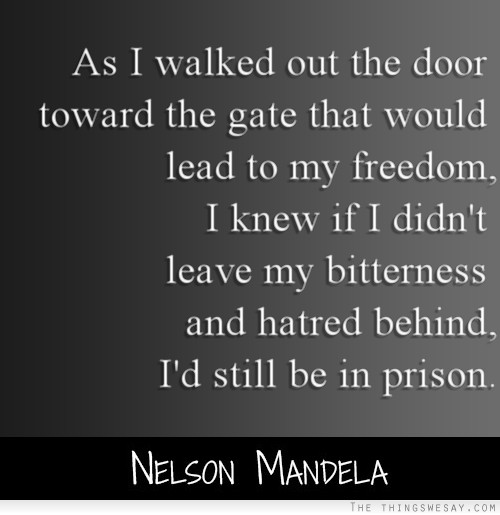 As I walked out the door
toward the gate that would
lead to my freedom,
I knew if I didn't
leave my bitterness
and hatred behind,
I'd still be in prison.
Nelson Mandela
The thingswesay.com